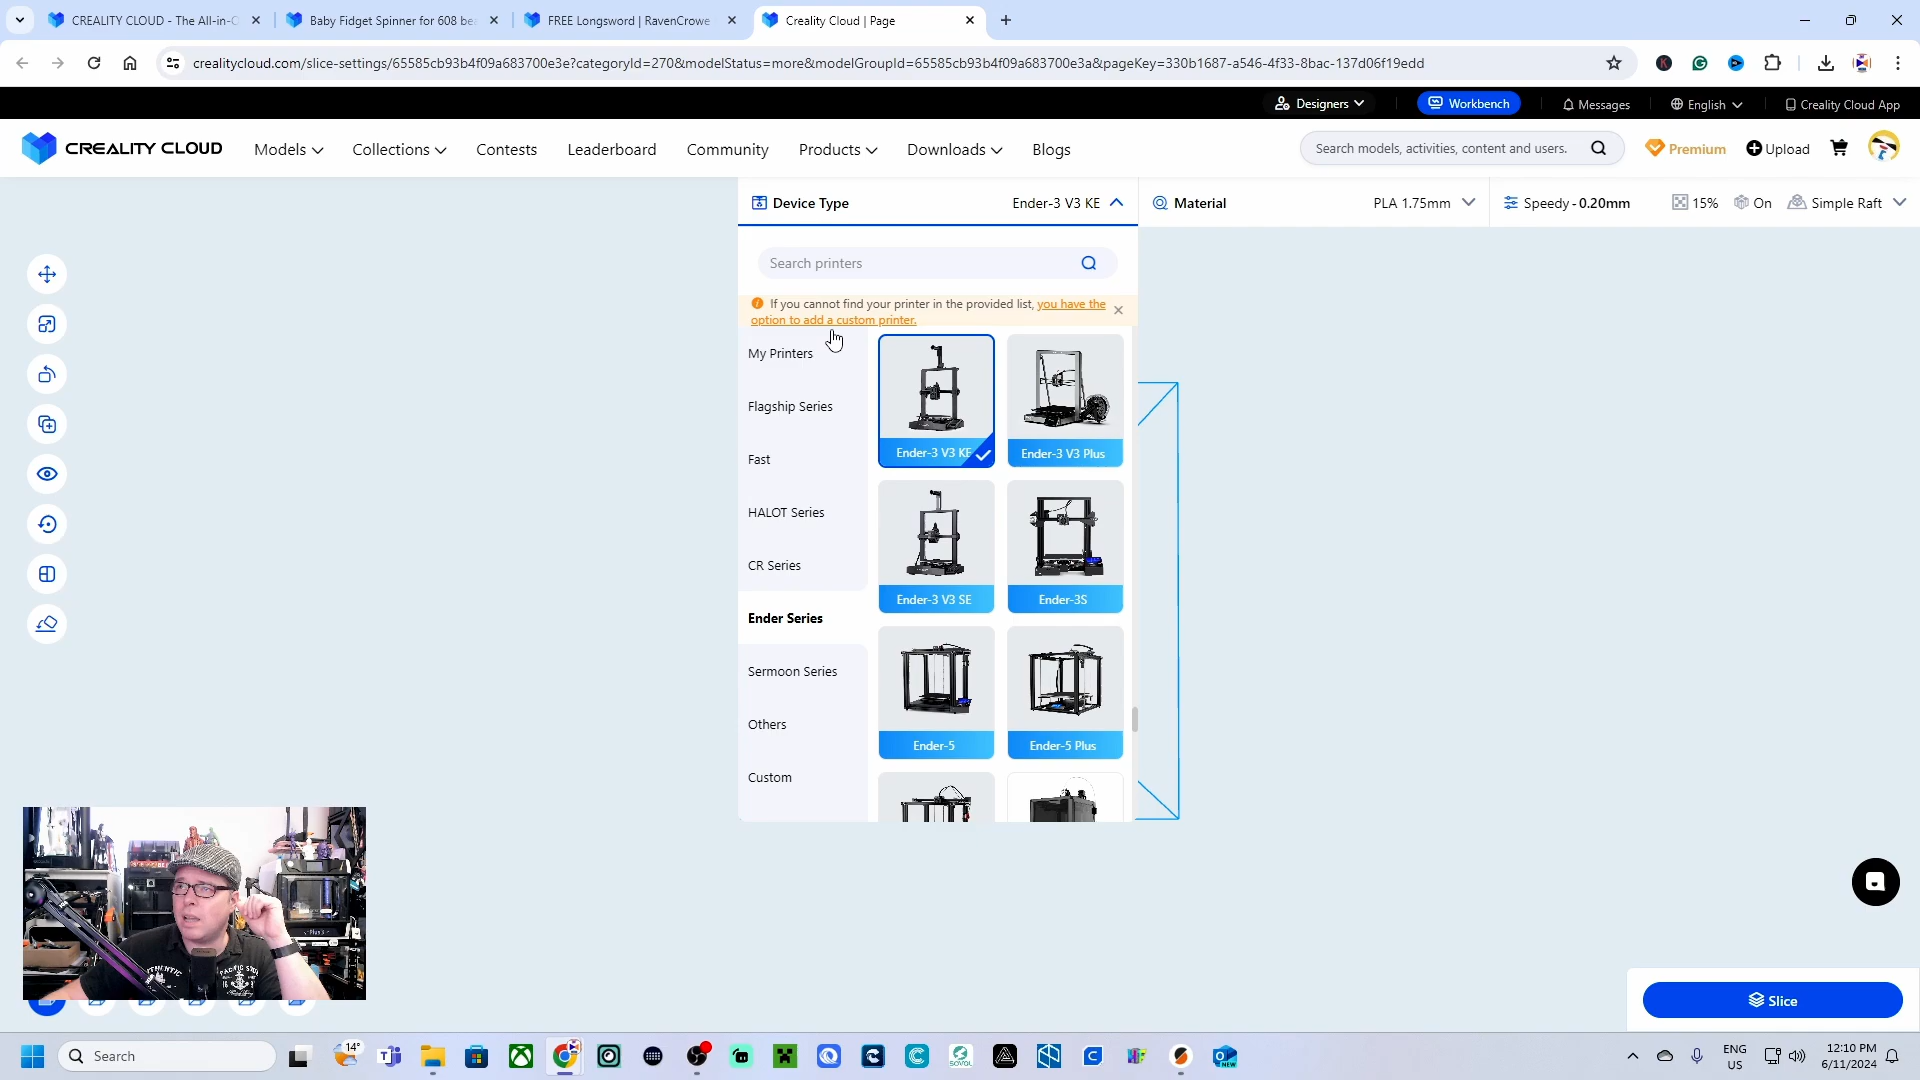 CREALITY CLOUD - The All-in-O
Baby Fidget Spinner for 608 be
FREE Longsword | RavenCrowe
Creality Cloud | Page
crealitycloud.com/slice-settings/65585cb93b4f09a683700e3e?categoryId=270&modelStatus=more&modelGroupId=65585cb93b4f09a683700e3a&pageKey=330b1687-a546-4f33-8bac-137d06f19edd
Designers
Workbench
Messages
English
Creality Cloud App
CREALITY CLOUD
Models
Collections
Contests
Leaderboard
Community
Products
Downloads
Blogs
Search models, activities, content and users.
Premium
Upload
Device Type
Ender-3 V3 KE
Material
PLA 1.75mm
Speedy - 0.20mm
15%
On
Simple Raft
Search printers
If you cannot find your printer in the provided list, you have the
option to add a custom printer.
My Printers
Flagship Series
Fast
HALOT Series
CR Series
Ender Series
Sermoon Series
Others
Custom
Ender-3 V3 KE
Ender-3 V3 Plus
Ender-3 V3 SE
Ender-3S
Ender-5
Ender-5 Plus
Slice
Search
14°
ENG
US
12:10 PM
6/11/2024